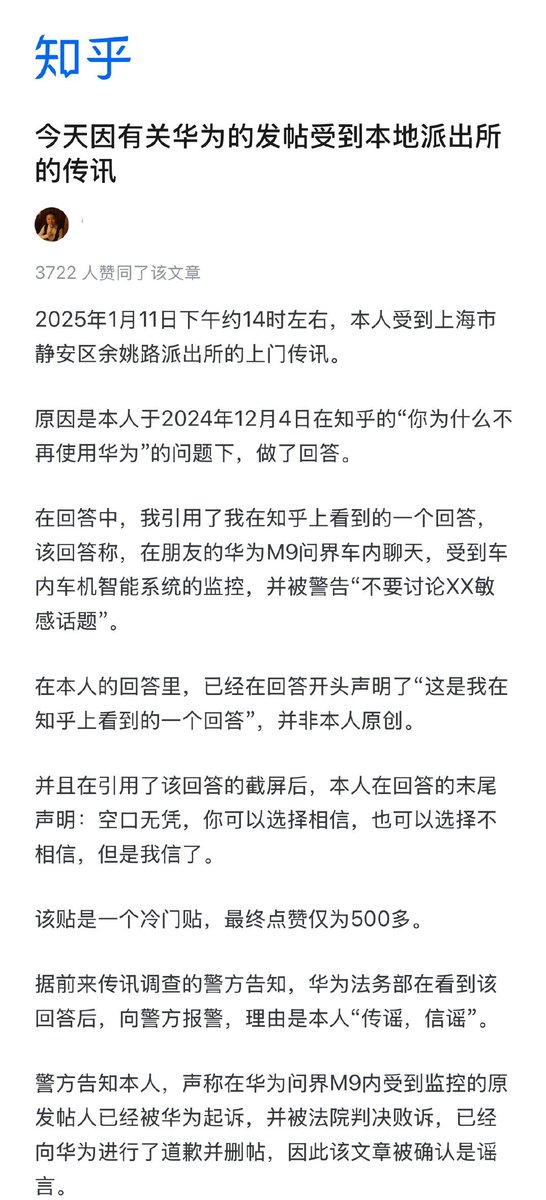 知乎
今天因有关华为的发帖受到本地派出所
的传讯
3722 人赞同了该文章
2025年1月11日下午约14时左右，本人受到上海市
静安区余姚路派出所的上门传讯。
原因是本人于2024年12月4日在知乎的“你为什么不
再使用华为”的问题下，做了回答。
在回答中，我引用了我在知乎上看到的一个回答，
该回答称，在朋友的华为M9问界车内聊天，受到车
内车机智能系统的监控，并被警告“不要讨论XX敏
感话题”。
在本人的回答里，已经在回答开头声明了“这是我在
知乎上看到的一个回答”，并非本人原创。
并且在引用了该回答的截屏后，本人在回答的末尾
声明：空口无凭，你可以选择相信，也可以选择不
相信，但是我信了。
该贴是一个冷门贴，最终点赞仅为500多。
据前来传讯调查的警方告知，华为法务部在看到该
回答后，向警方报警，理由是本人“传谣，信谣”。
警方告知本人，声称在华为问界M9内受到监控的原
发帖人已经被华为起诉，并被法院判决败诉，已经
向华为进行了道歉并删帖，因此该文章被确认是谣
言。